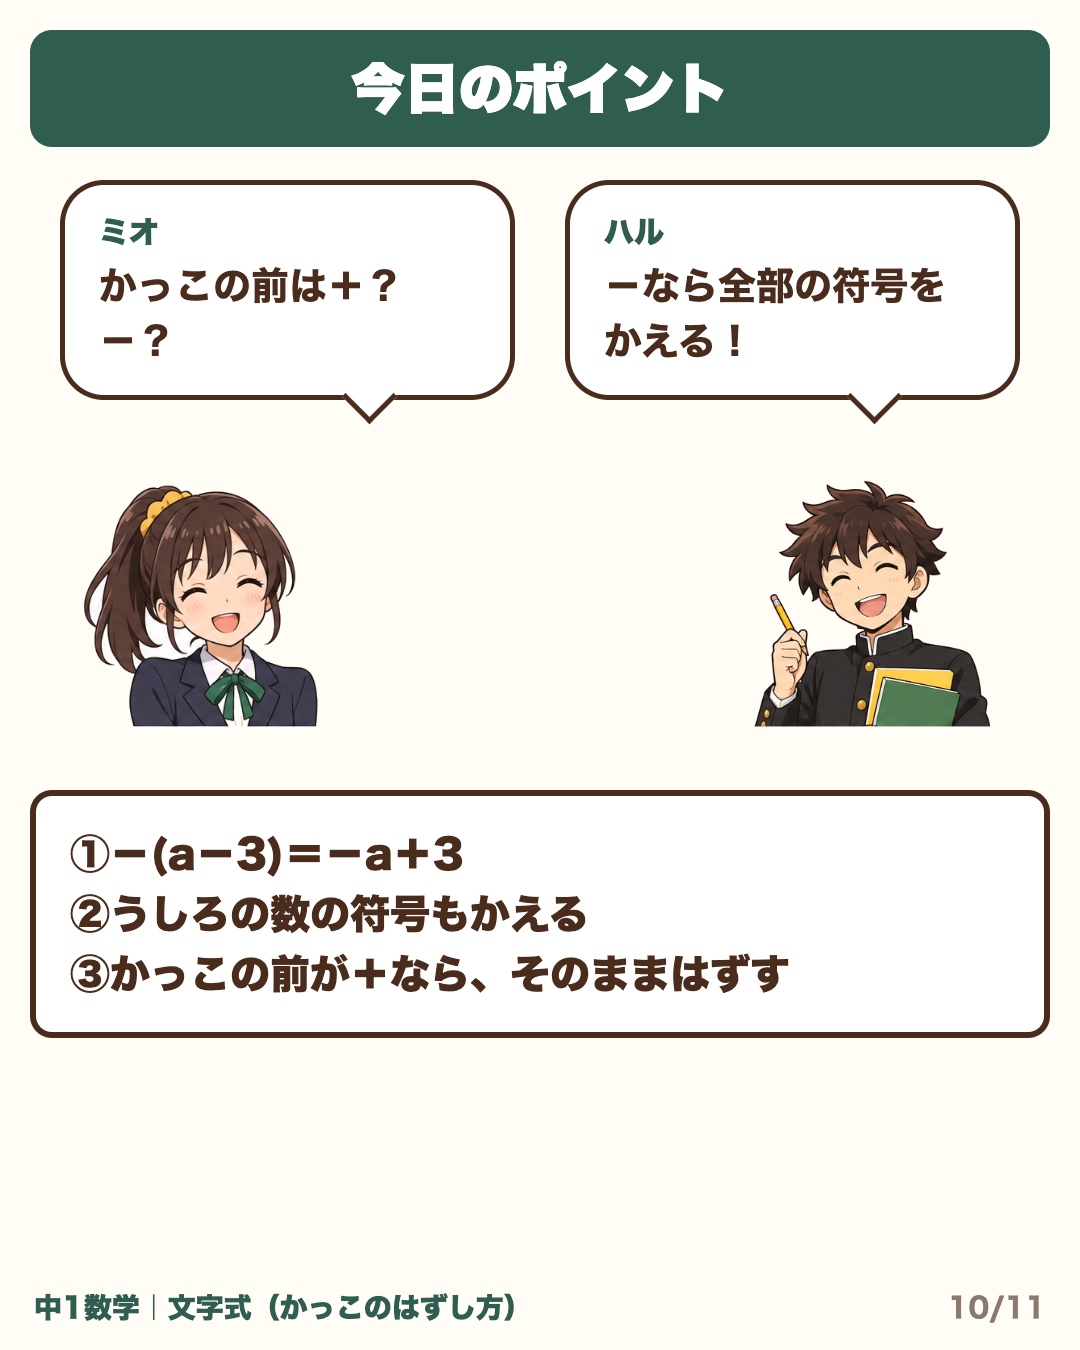 今日のポイント
ミオ
かっこの前は＋？
－？
ハル
－なら全部の符号を
かえる！
①－(a－3)＝－a＋3
②うしろの数の符号もかえる
③かっこの前が＋なら、そのままはずす
中1数学｜文字式（かっこのはずし方）
10/11